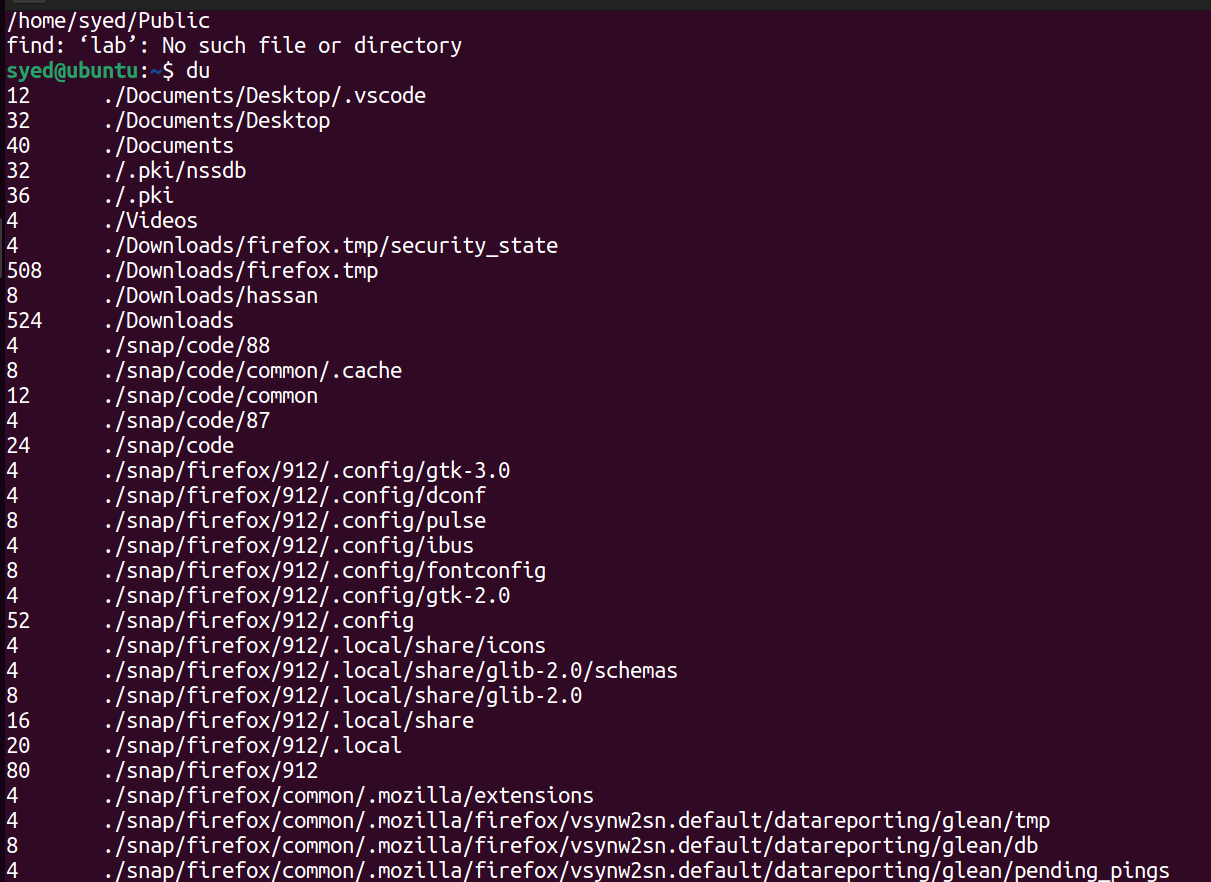 /home/syed/Public
find: ‘lab’: No such file or directory
syed@ubuntu:~$ du
12 ./Documents/Desktop/.vscode
32 ./Documents/Desktop
40 ./Documents
32 ./.pki/nssdb
36 ./.pki
4 ./Videos
4 ./Downloads/firefox.tmp/security_state
508 ./Downloads/firefox.tmp
8 ./Downloads/hassan
524 ./Downloads
4 ./snap/code/88
8 ./snap/code/common/.cache
12 ./snap/code/common
4 ./snap/code/87
24 ./snap/code
4 ./snap/firefox/912/.config/gtk-3.0
4 ./snap/firefox/912/.config/dconf
8 ./snap/firefox/912/.config/pulse
4 ./snap/firefox/912/.config/ibus
8 ./snap/firefox/912/.config/fontconfig
4 ./snap/firefox/912/.config/gtk-2.0
52 ./snap/firefox/912/.config
4 ./snap/firefox/912/.local/share/icons
4 ./snap/firefox/912/.local/share/glib-2.0/schemas
8 ./snap/firefox/912/.local/share/glib-2.0
16 ./snap/firefox/912/.local/share
20 ./snap/firefox/912/.local
80 ./snap/firefox/912
4 ./snap/firefox/common/.mozilla/extensions
4 ./snap/firefox/common/.mozilla/firefox/vsynw2sn.default/datareporting/glean/tmp
8 ./snap/firefox/common/.mozilla/firefox/vsynw2sn.default/datareporting/glean/db
4 ./snap/firefox/common/.mozilla/firefox/vsynw2sn.default/datareporting/glean/pending_pings